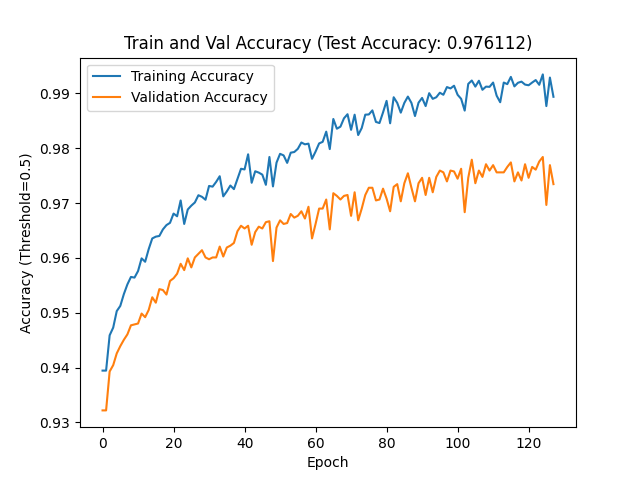 Train and Val Accuracy (Test Accuracy: 0.976112)
Training Accuracy
Validation Accuracy
Accuracy (Threshold=0.5)
0.99
0.98
0.97
0.96
0.95
0.94
0.93
0 20 40 60 80 100 120
Epoch